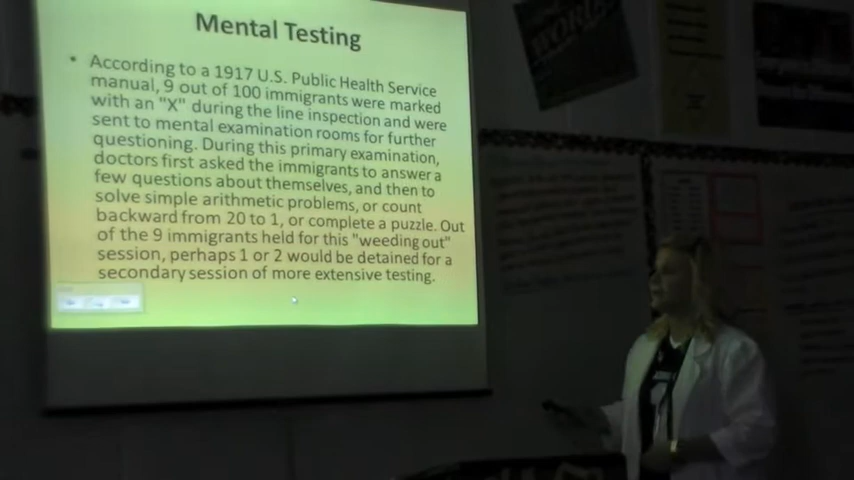 Mental Testing
• According to a 1917 U.S. Public Health Service
manual, 9 out of 100 immigrants were marked
with an "X" during the line inspection and were
sent to mental examination rooms for further
questioning. During this primary examination,
doctors first asked the immigrants to answer a
few questions about themselves, and then to
solve simple arithmetic problems, or count
backward from 20 to 1, or complete a puzzle. Out
of the 9 immigrants held for this "weeding out"
session, perhaps 1 or 2 would be detained for a
secondary session of more extensive testing.
WORLD